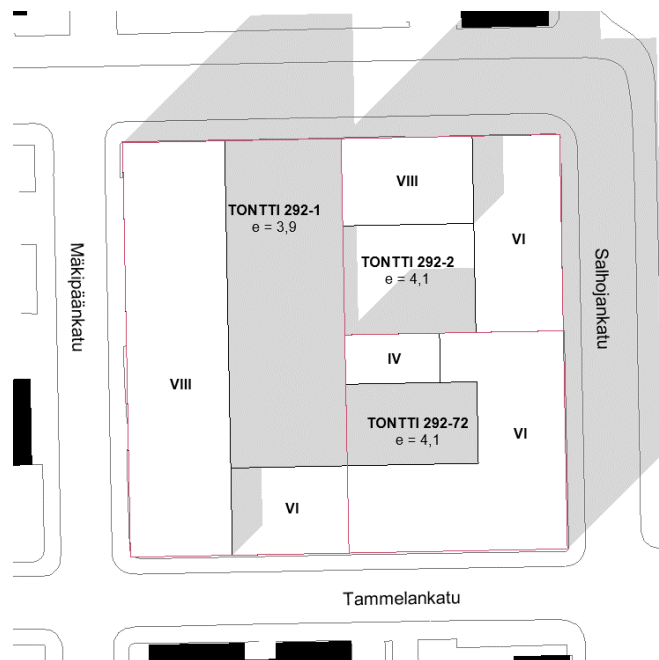 VIII
TONTTI 292-1
e = 3,9
VI
TONTTI 292-2
e = 4,1
Mäkipäänkatu
Salhojankatu
IV
VIII
TONTTI 292-72
e = 4,1
VI
VI
Tammelankatu